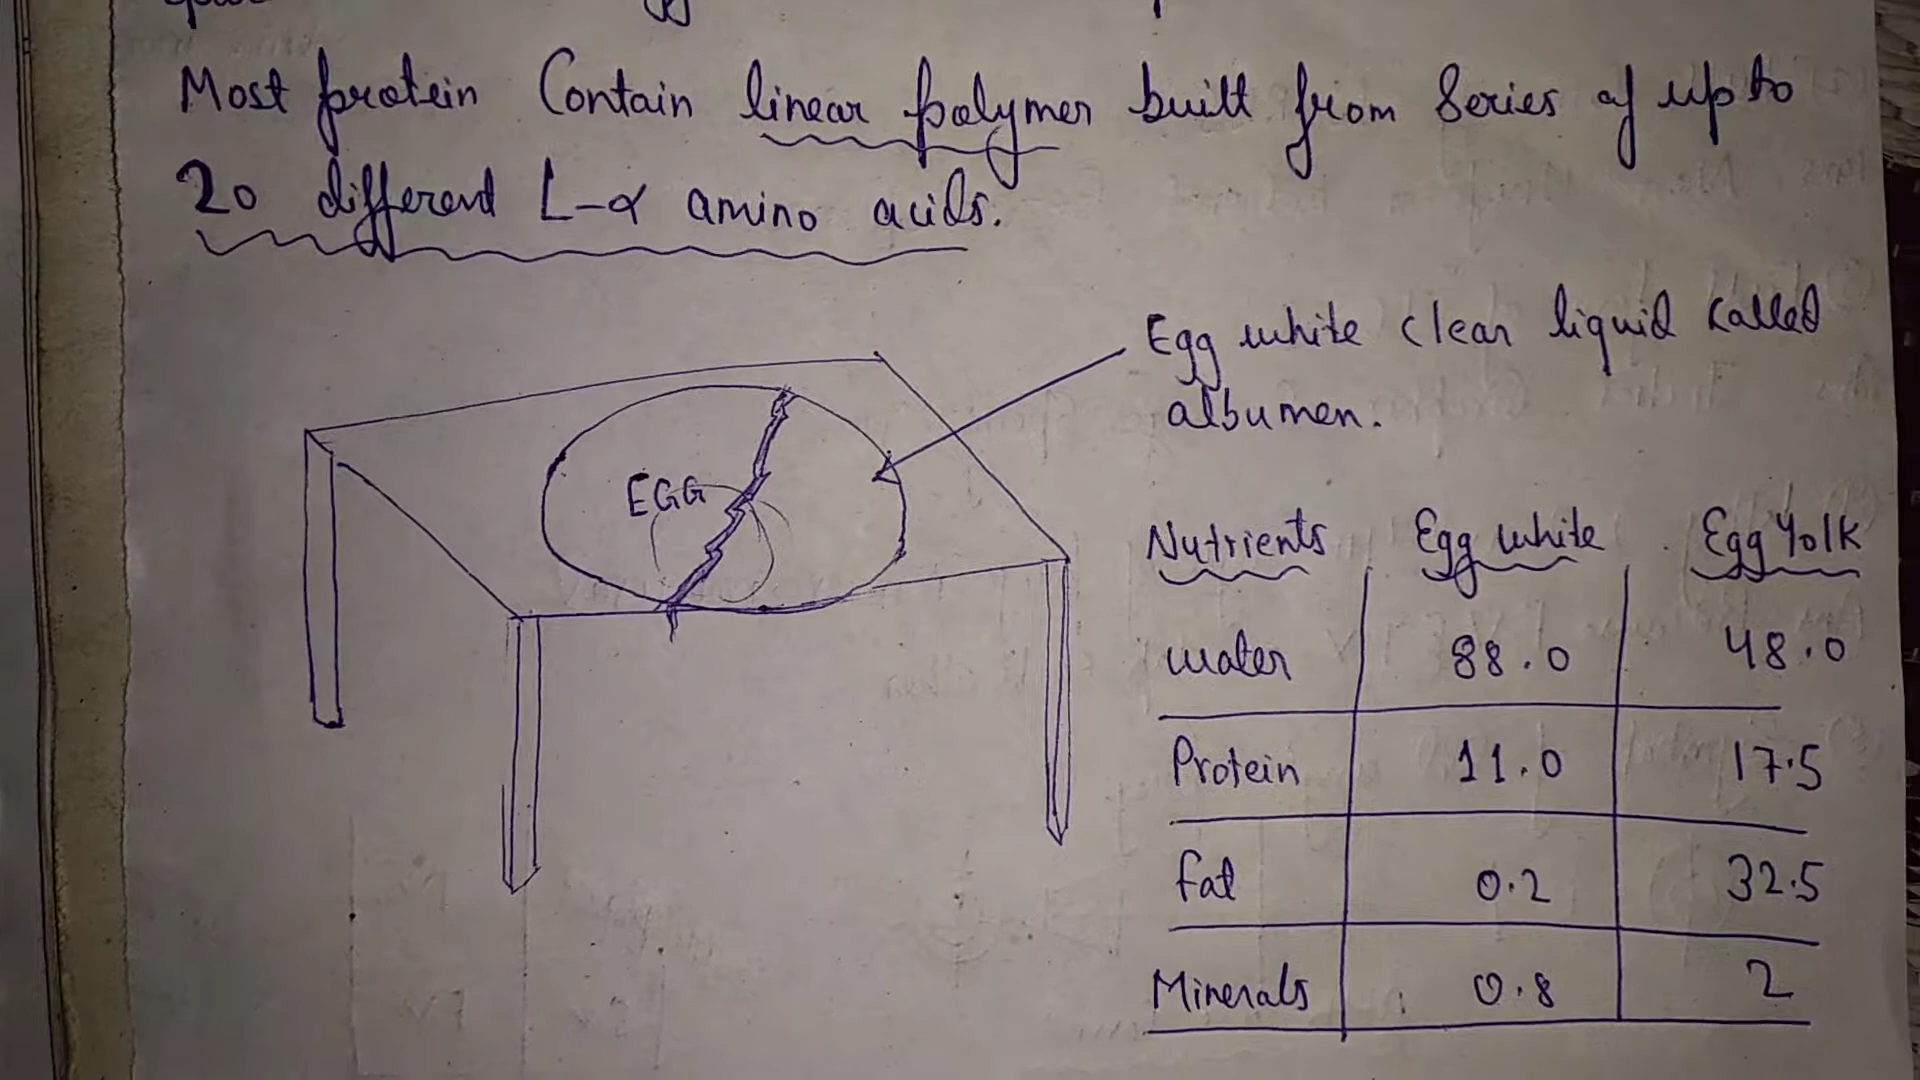 Most protein Contain linear polymer built from Series of up to
20 different L-α amino acids.
Egg white clear liquid called
albumen.
EGG
Nutrients Egg white Egg Yolk
water 88.0 48.0
Protein 11.0 17.5
fat 0.2 32.5
Minerals 0.8 2